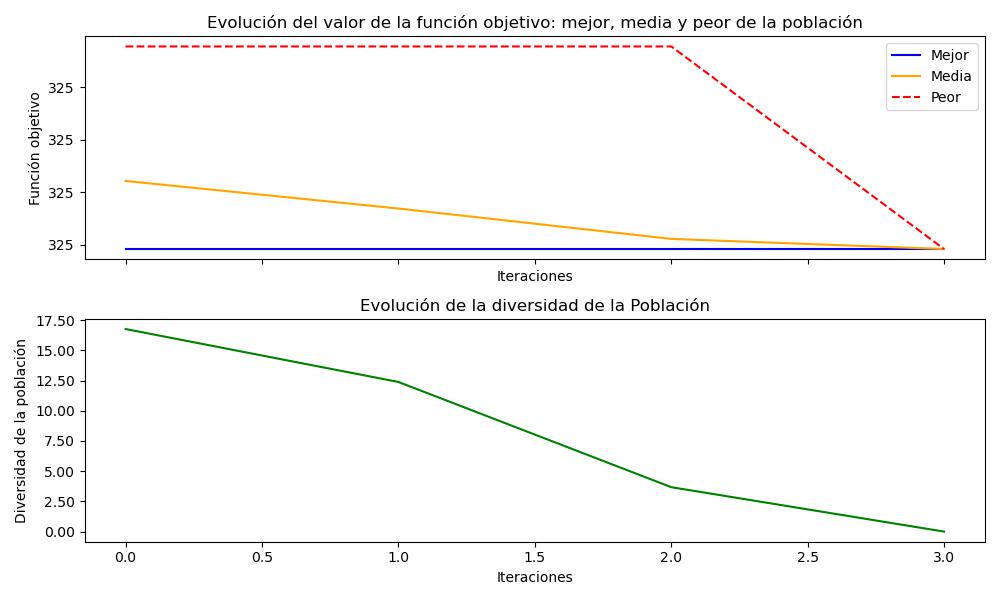 Evolución del valor de la función objetivo: mejor, media y peor de la población
Función objetivo
325
325
325
325
Mejor
Media
Peor
Iteraciones
Evolución de la diversidad de la Población
Diversidad de la población
17.50
15.00
12.50
10.00
7.50
5.00
2.50
0.00
0.0 0.5 1.0 1.5 2.0 2.5 3.0
Iteraciones